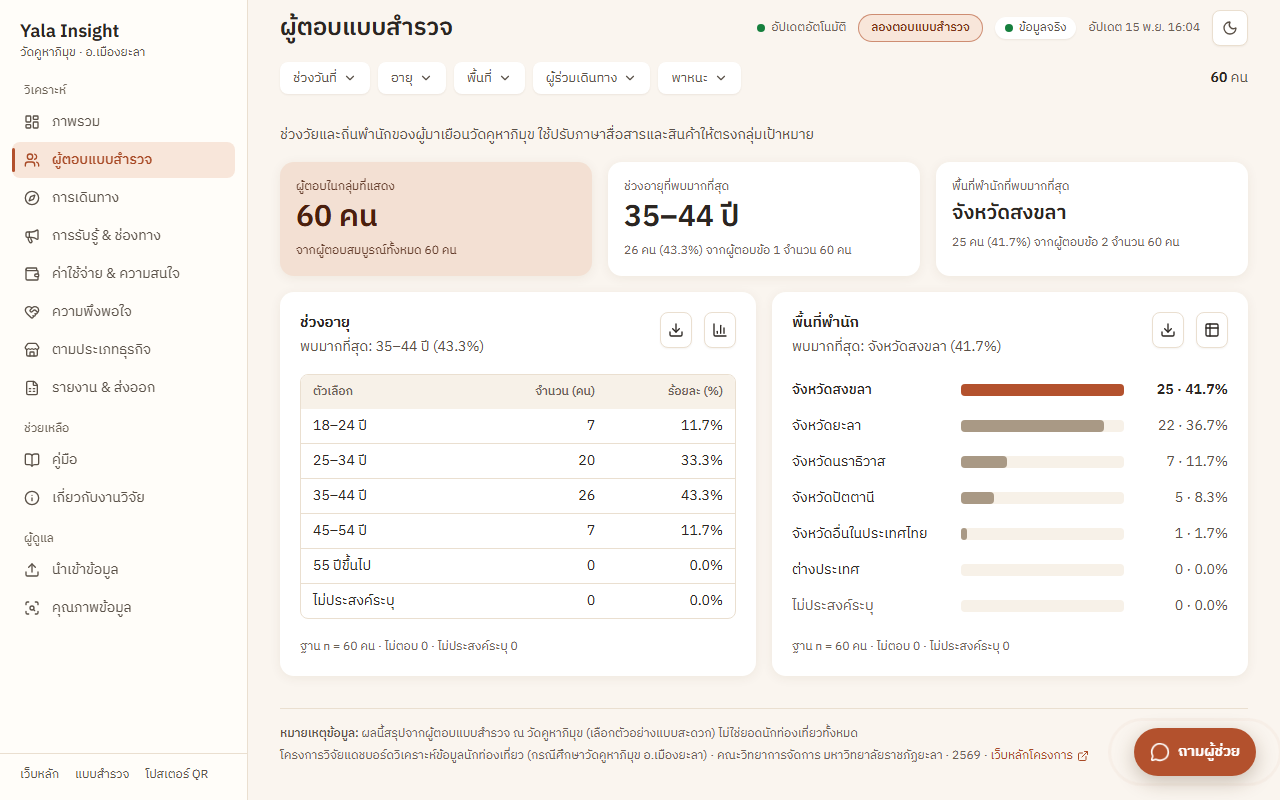 Yala Insight
วัดคูหาภิมุข · อ.เมืองยะลา
วิเคราะห์
ภาพรวม
ผู้ตอบแบบสำรวจ
การเดินทาง
การรับรู้ & ช่องทาง
ค่าใช้จ่าย & ความสนใจ
ความพึงพอใจ
ตามประเภทธุรกิจ
รายงาน & ส่งออก
ช่วยเหลือ
คู่มือ
เกี่ยวกับงานวิจัย
ผู้ดูแล
นำเข้าข้อมูล
คุณภาพข้อมูล
เว็บหลัก แบบสำรวจ โปสเตอร์ QR
ผู้ตอบแบบสำรวจ
อัปเดตอัตโนมัติ ลองตอบแบบสำรวจ ข้อมูลจริง อัปเดต 15 พ.ย. 16:04
ช่วงวันที่ อายุ พื้นที่ ผู้ร่วมเดินทาง พาหนะ 60 คน
ช่วงวัยและถิ่นพำนักของผู้มาเยือนวัดคูหาภิมุข ใช้ปรับภาษาสื่อสารและสินค้าให้ตรงกลุ่มเป้าหมาย
ผู้ตอบในกลุ่มที่แสดง
60 คน
จากผู้ตอบสมบูรณ์ทั้งหมด 60 คน
ช่วงอายุที่พบมากที่สุด
35–44 ปี
26 คน (43.3%) จากผู้ตอบข้อ 1 จำนวน 60 คน
พื้นที่พำนักที่พบมากที่สุด
จังหวัดสงขลา
25 คน (41.7%) จากผู้ตอบข้อ 2 จำนวน 60 คน
ช่วงอายุ
พบมากที่สุด: 35–44 ปี (43.3%)
ตัวเลือก จำนวน (คน) ร้อยละ (%)
18–24 ปี 7 11.7%
25–34 ปี 20 33.3%
35–44 ปี 26 43.3%
45–54 ปี 7 11.7%
55 ปีขึ้นไป 0 0.0%
ไม่ประสงค์ระบุ 0 0.0%
ฐาน n = 60 คน · ไม่ตอบ 0 · ไม่ประสงค์ระบุ 0
พื้นที่พำนัก
พบมากที่สุด: จังหวัดสงขลา (41.7%)
จังหวัดสงขลา 25 · 41.7%
จังหวัดยะลา 22 · 36.7%
จังหวัดนราธิวาส 7 · 11.7%
จังหวัดปัตตานี 5 · 8.3%
จังหวัดอื่นในประเทศไทย 1 · 1.7%
ต่างประเทศ 0 · 0.0%
ไม่ประสงค์ระบุ 0 · 0.0%
ฐาน n = 60 คน · ไม่ตอบ 0 · ไม่ประสงค์ระบุ 0
หมายเหตุข้อมูล: ผลนี้สรุปจากผู้ตอบแบบสำรวจ ณ วัดคูหาภิมุข (เลือกตัวอย่างแบบสะดวก) ไม่ใช่ยอดนักท่องเที่ยวทั้งหมด
โครงการวิจัยแดชบอร์ดวิเคราะห์ข้อมูลนักท่องเที่ยว (กรณีศึกษาวัดคูหาภิมุข อ.เมืองยะลา) · คณะวิทยาการจัดการ มหาวิทยาลัยราชภัฏยะลา · 2569 · เว็บหลักโครงการ
ถามผู้ช่วย